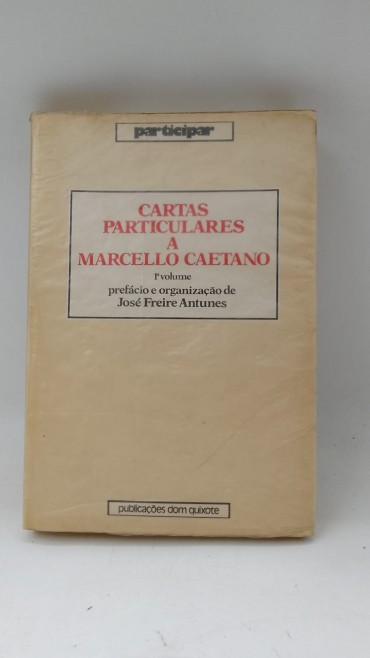 participar
CARTAS
PARTICULARES
A
MARCELLO CAETANO
1º volume
prefácio e organização de
José Freire Antunes
publicações dom quixote